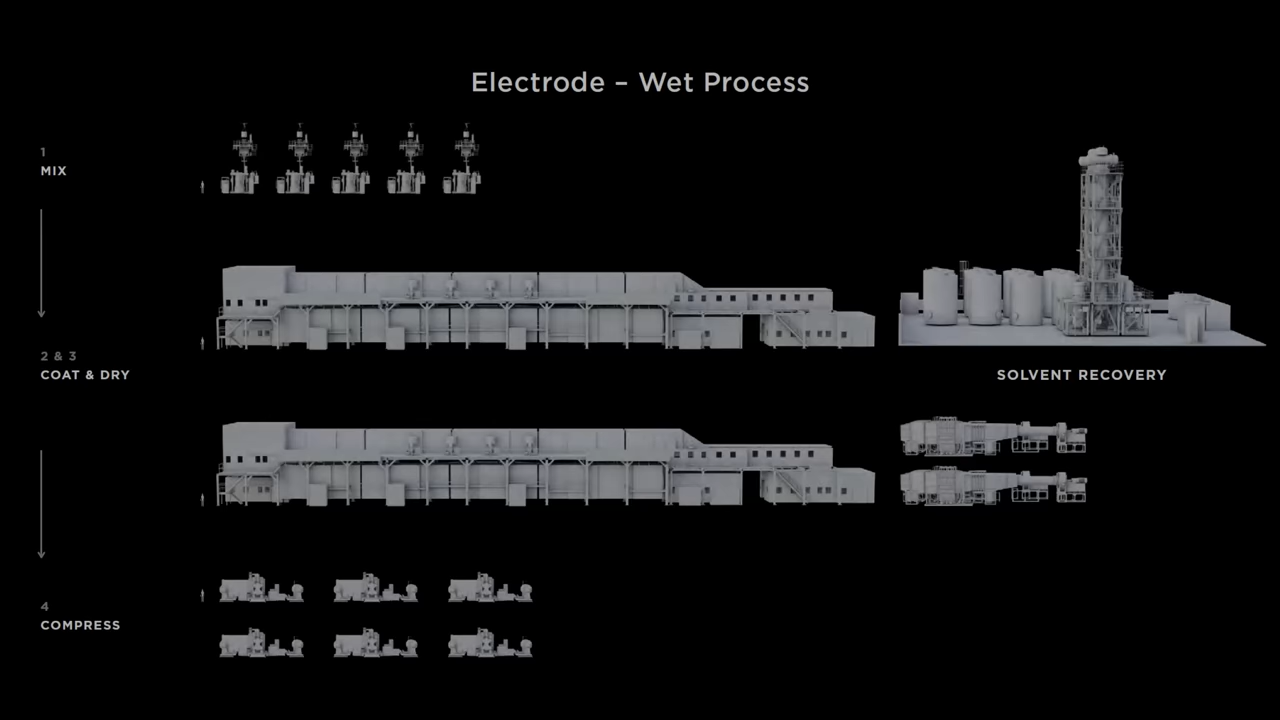 Electrode – Wet Process
1
MIX
2 & 3
COAT & DRY
SOLVENT RECOVERY
4
COMPRESS